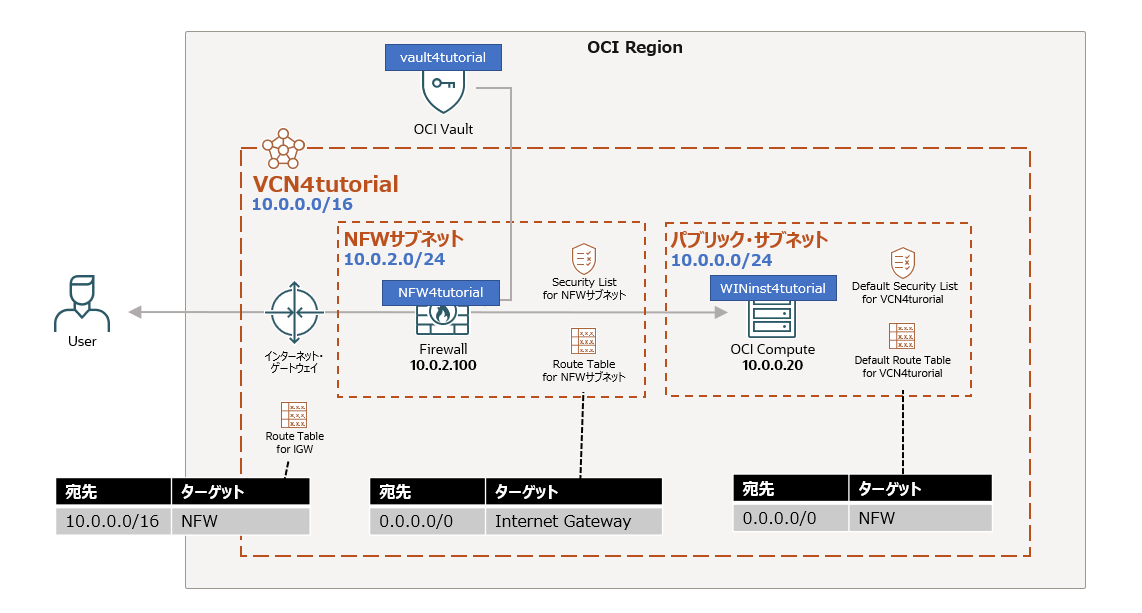 OCI Region
vault4tutorial
OCI Vault
VCN4tutorial
10.0.0.0/16
NFWサブネット
10.0.2.0/24
NFW4tutorial
Firewall
10.0.2.100
Security List
for NFWサブネット
Route Table
for NFWサブネット
パブリック・サブネット
10.0.0.0/24
WINinst4tutorial
OCI Compute
10.0.0.20
Default Security List
for VCN4turorial
Default Route Table
for VCN4turorial
User
インターネット・
ゲートウェイ
Route Table
for IGW
宛先 ターゲット
10.0.0.0/16 NFW
宛先 ターゲット
0.0.0.0/0 Internet Gateway
宛先 ターゲット
0.0.0.0/0 NFW